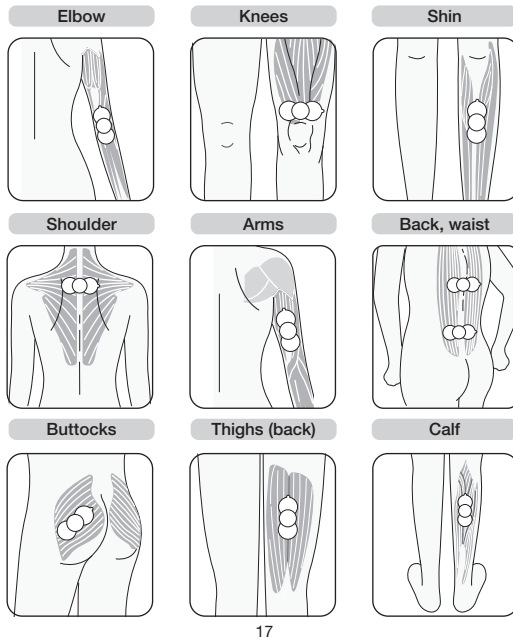 Elbow Knees Shin
Shoulder Arms Back, waist
Buttocks Thighs (back) Calf
17